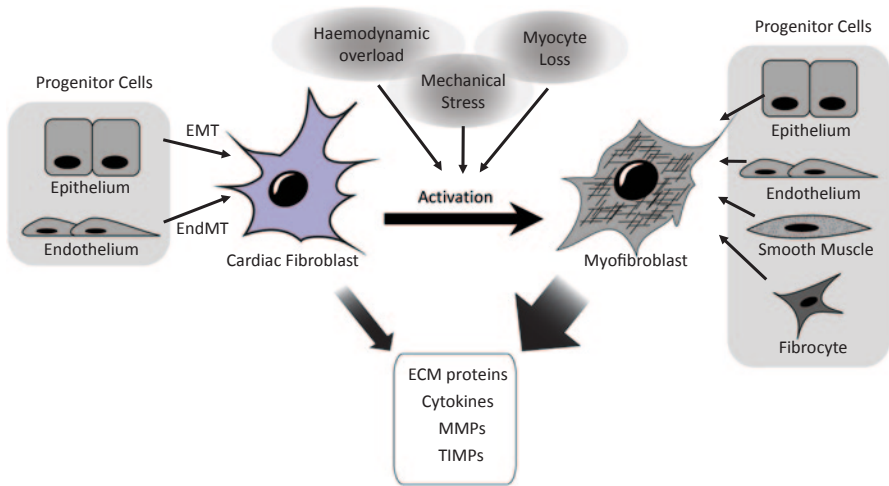 Haemodynamic
overload
Myocyte
Loss
Mechanical
Stress
Progenitor Cells
EMT
Epithelium
EndMT
Endothelium
Cardiac Fibroblast
Activation
Myofibroblast
Progenitor Cells
Epithelium
Endothelium
Smooth Muscle
Fibrocyte
ECM proteins
Cytokines
MMPs
TIMPs